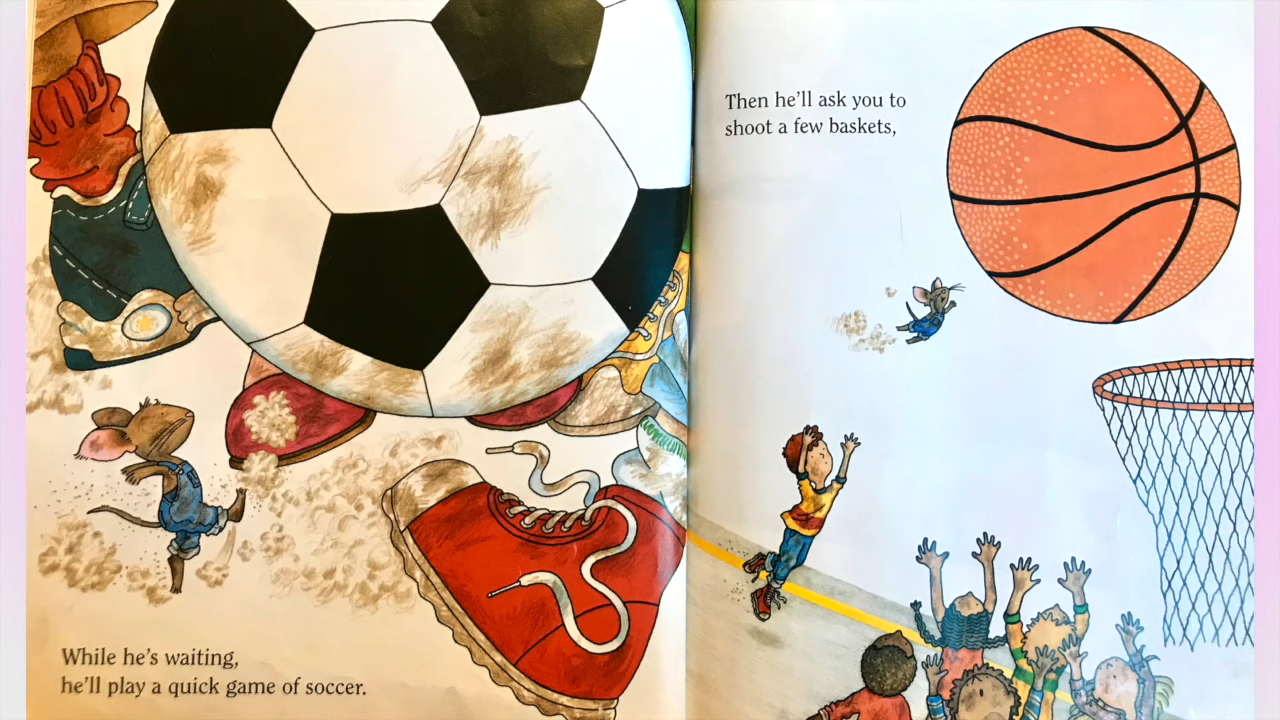 While he's waiting,
he'll play a quick game of soccer.
Then he'll ask you to
shoot a few baskets,